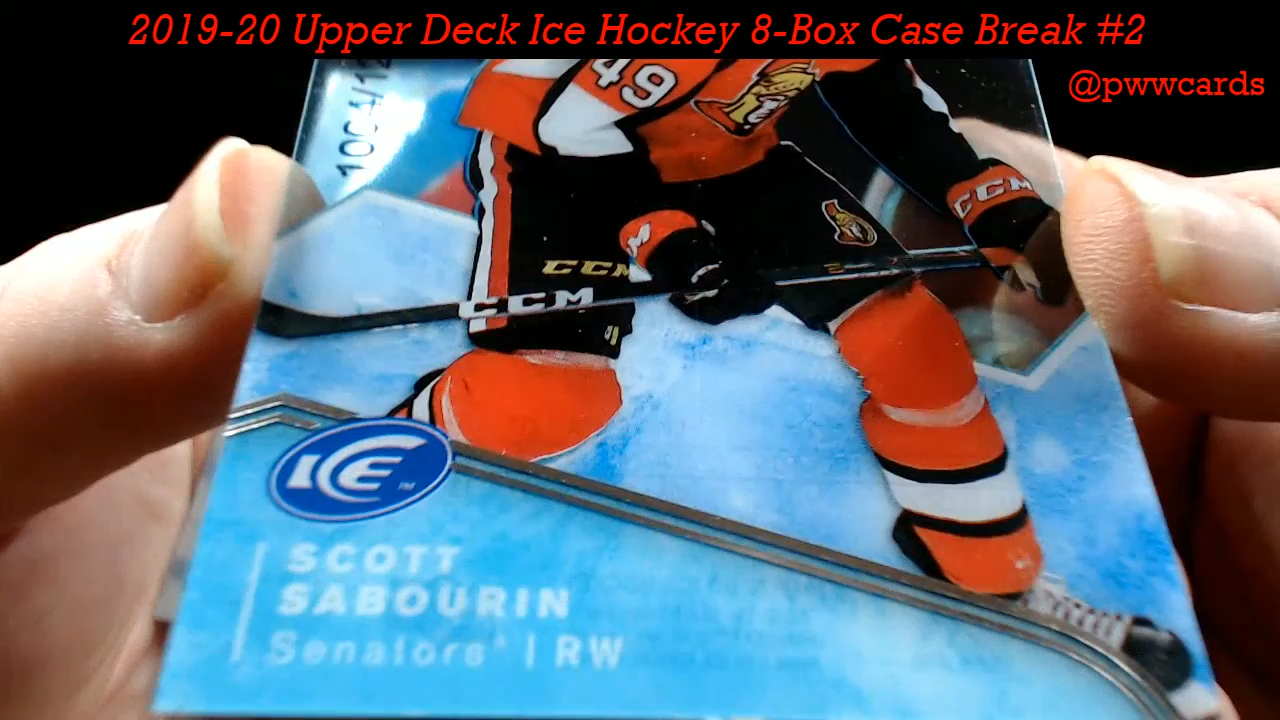 2019-20 Upper Deck Ice Hockey 8-Box Case Break #2
@pwwcards
49
CCM
CCM
CCM
ICE
TM
SCOTT
SABOURIN
Senators | RW